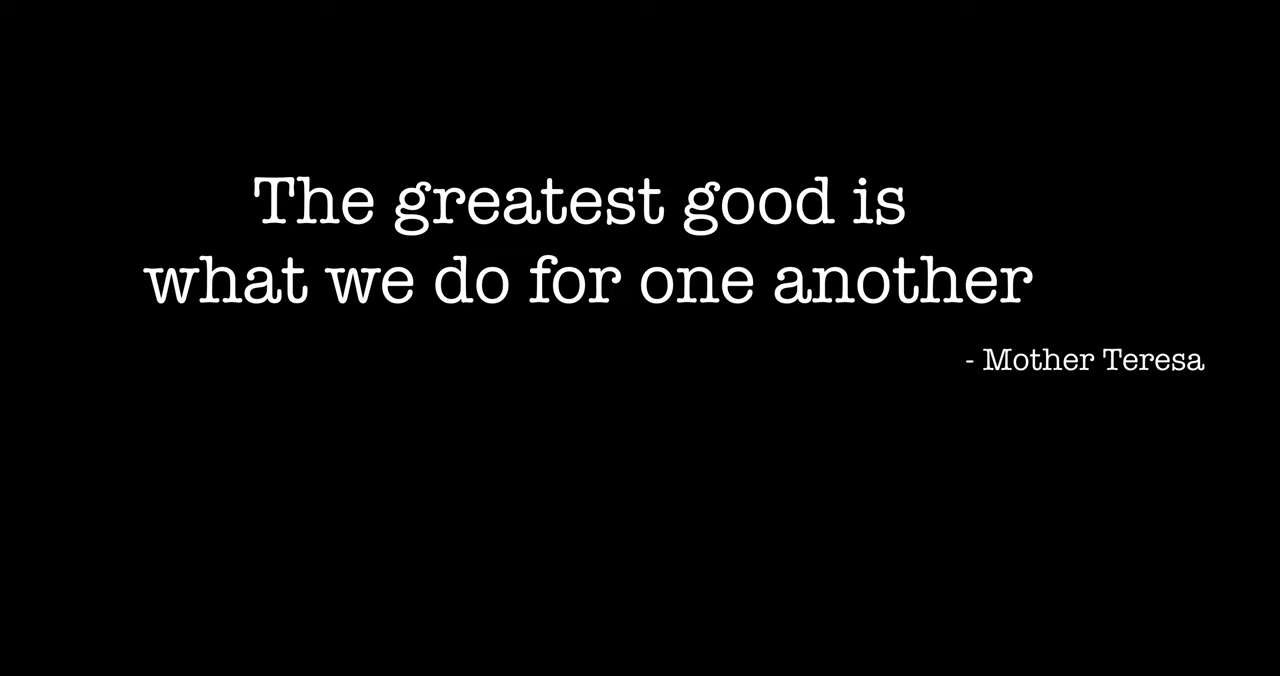 The greatest good is
what we do for one another
- Mother Teresa